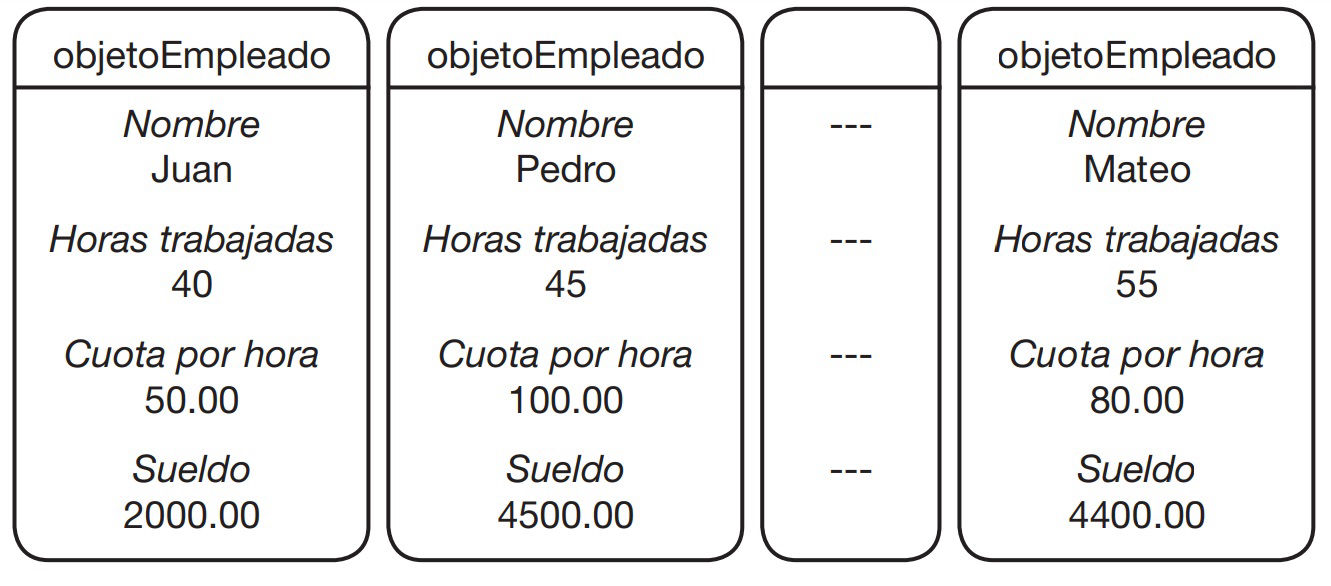 objetoEmpleado
Nombre
Juan
Horas trabajadas
40
Cuota por hora
50.00
Sueldo
2000.00
objetoEmpleado
Nombre
Pedro
Horas trabajadas
45
Cuota por hora
100.00
Sueldo
4500.00
---
---
---
---
objetoEmpleado
Nombre
Mateo
Horas trabajadas
55
Cuota por hora
80.00
Sueldo
4400.00